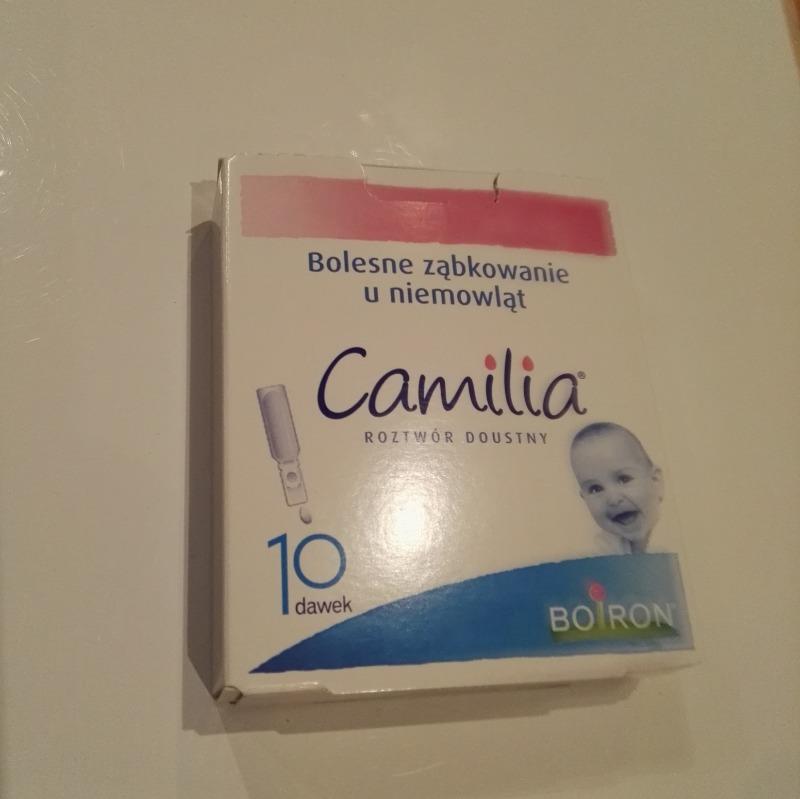 Bolesne ząbkowanie
u niemowląt
Camilia®
ROZTWÓR DOUSTNY
10
dawek
BOIRON®